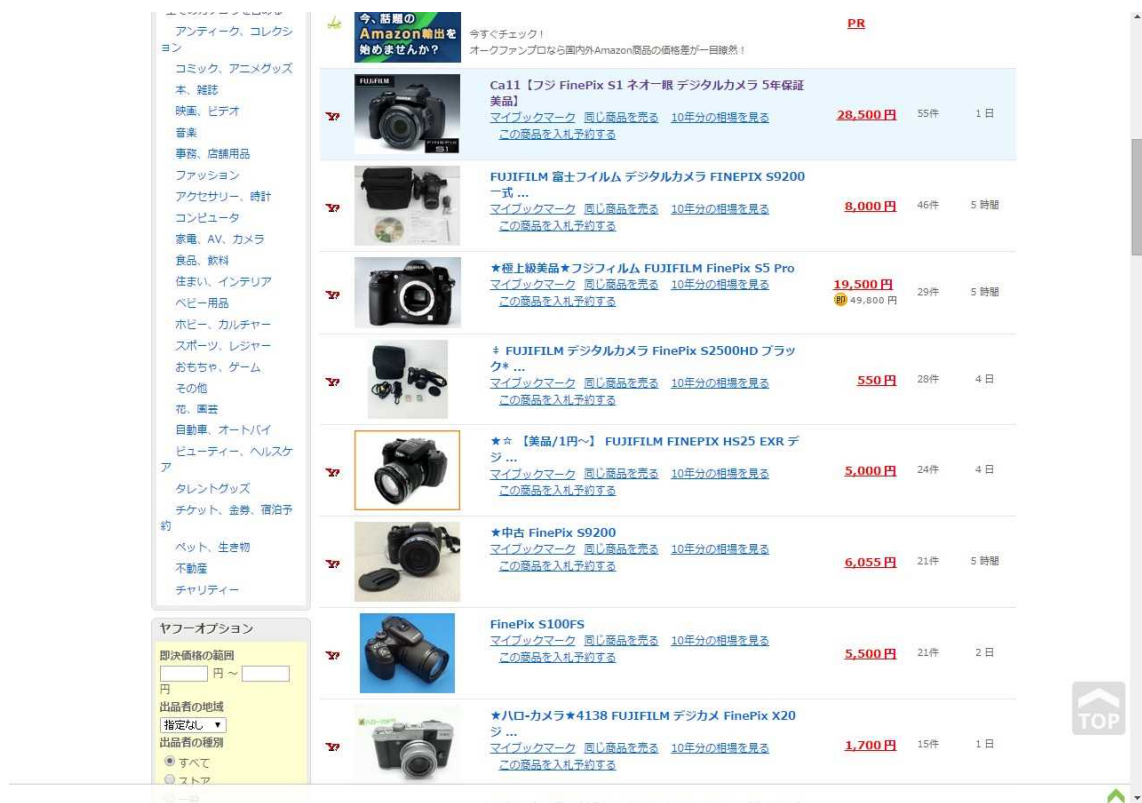 アンティーク、コレクシ
ョン
コミック、アニメグッズ
本、雑誌
映画、ビデオ
音楽
事務、店舗用品
ファッション
アクセサリー、時計
コンピュータ
家電、AV、カメラ
食品、飲料
住まい、インテリア
ベビー用品
ホビー、カルチャー
スポーツ、レジャー
おもちゃ、ゲーム
その他
花、園芸
自動車、オートバイ
ビューティー、ヘルスケ
ア
タレントグッズ
チケット、金券、宿泊予
約
ペット、生き物
不動産
チャリティー
ヤフーオプション
即決価格の範囲
円 ～
円
出品者の地域
指定なし ▼
出品者の種別
すべて
ストア
今、話題の
Amazon輸出を
始めませんか？
今すぐチェック！
オークファンプロなら国内外Amazon商品の価格差が一目瞭然！
PR
FUJIFILM
FINEPIX
S1
Ca11【フジ FinePix S1 ネオ一眼 デジタルカメラ 5年保証
美品】
マイブックマーク 同じ商品を売る 10年分の相場を見る
この商品を入札予約する
28,500円 55件 1日
FUJIFILM 富士フイルム デジタルカメラ FINEPIX S9200
一式 ...
マイブックマーク 同じ商品を売る 10年分の相場を見る
この商品を入札予約する
8,000円 46件 5時間
★極上級美品★フジフィルム FUJIFILM FinePix S5 Pro
マイブックマーク 同じ商品を売る 10年分の相場を見る
この商品を入札予約する
19,500円 29件 5時間
即 49,800円
‡ FUJIFILM デジタルカメラ FinePix S2500HD ブラッ
ク* ...
マイブックマーク 同じ商品を売る 10年分の相場を見る
この商品を入札予約する
550円 28件 4日
★☆ 【美品/1円～】 FUJIFILM FINEPIX HS25 EXR デ
ジ ...
マイブックマーク 同じ商品を売る 10年分の相場を見る
この商品を入札予約する
5,000円 24件 4日
★中古 FinePix S9200
マイブックマーク 同じ商品を売る 10年分の相場を見る
この商品を入札予約する
6,055円 21件 5時間
FinePix S100FS
マイブックマーク 同じ商品を売る 10年分の相場を見る
この商品を入札予約する
5,500円 21件 2日
★ハロ-カメラ★4138 FUJIFILM デジカメ FinePix X20
ジ ...
マイブックマーク 同じ商品を売る 10年分の相場を見る
この商品を入札予約する
1,700円 15件 1日
TOP